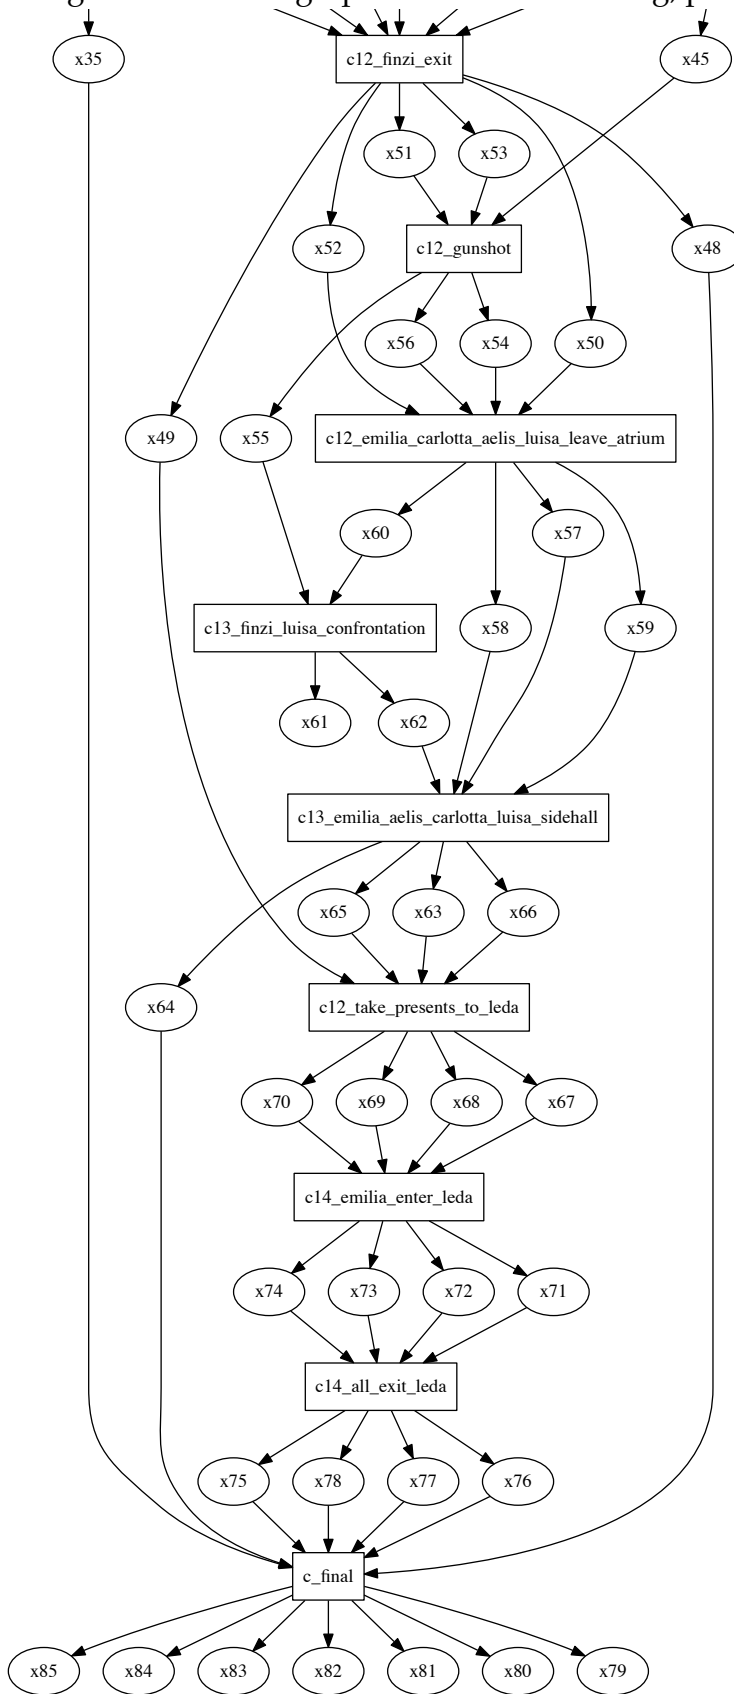 x35
c12_finzi_exit
x45
x51
x53
x52
c12_gunshot
x48
x56
x54
x50
x49
x55
c12_emilia_carlotta_aelis_luisa_leave_atrium
x60
x57
c13_finzi_luisa_confrontation
x58
x59
x61
x62
c13_emilia_aelis_carlotta_luisa_sidehall
x65
x63
x66
x64
c12_take_presents_to_leda
x70
x69
x68
x67
c14_emilia_enter_leda
x74
x73
x72
x71
c14_all_exit_leda
x75
x78
x77
x76
c_final
x85
x84
x83
x82
x81
x80
x79